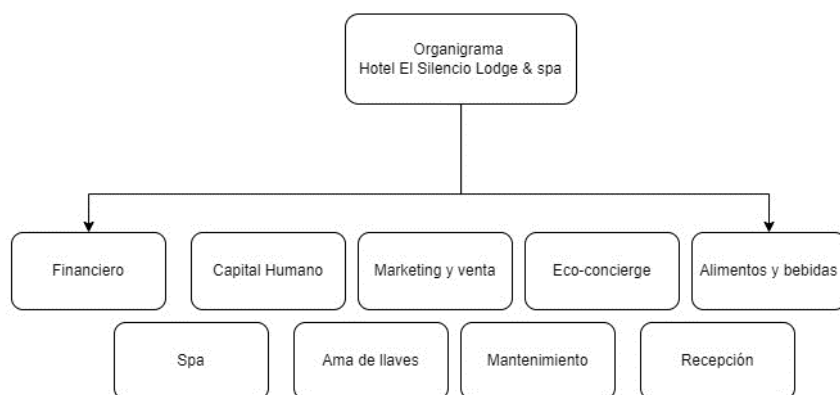 Organigrama
Hotel El Silencio Lodge & spa
Financiero
Capital Humano
Marketing y venta
Eco-concierge
Alimentos y bebidas
Spa
Ama de llaves
Mantenimiento
Recepción